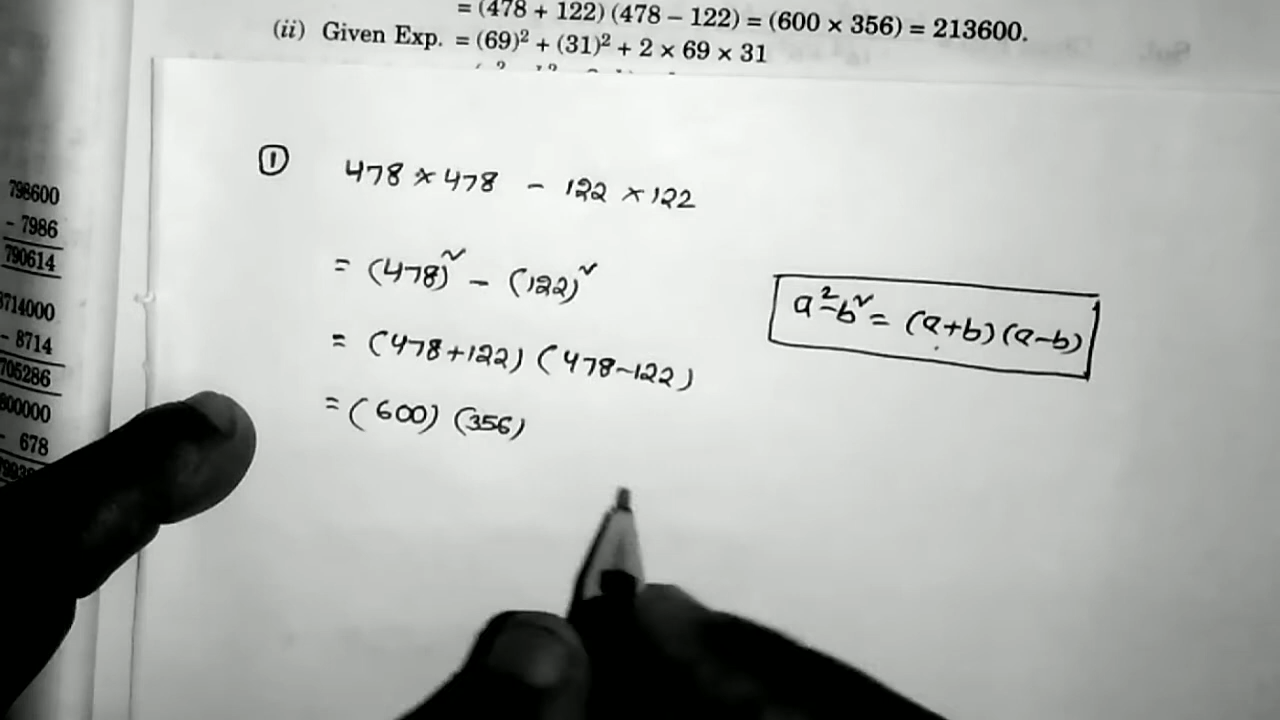 = (478 + 122) (478 – 122) = (600 × 356) = 213600.
(ii) Given Exp. = (69)² + (31)² + 2 × 69 × 31
798600
- 7986
790614
8714000
- 8714
705286
800000
- 678
① 478 × 478 - 122 × 122
= (478)² - (122)²
= (478+122) (478-122)
= (600) (356)
a²-b² = (a+b) (a-b)